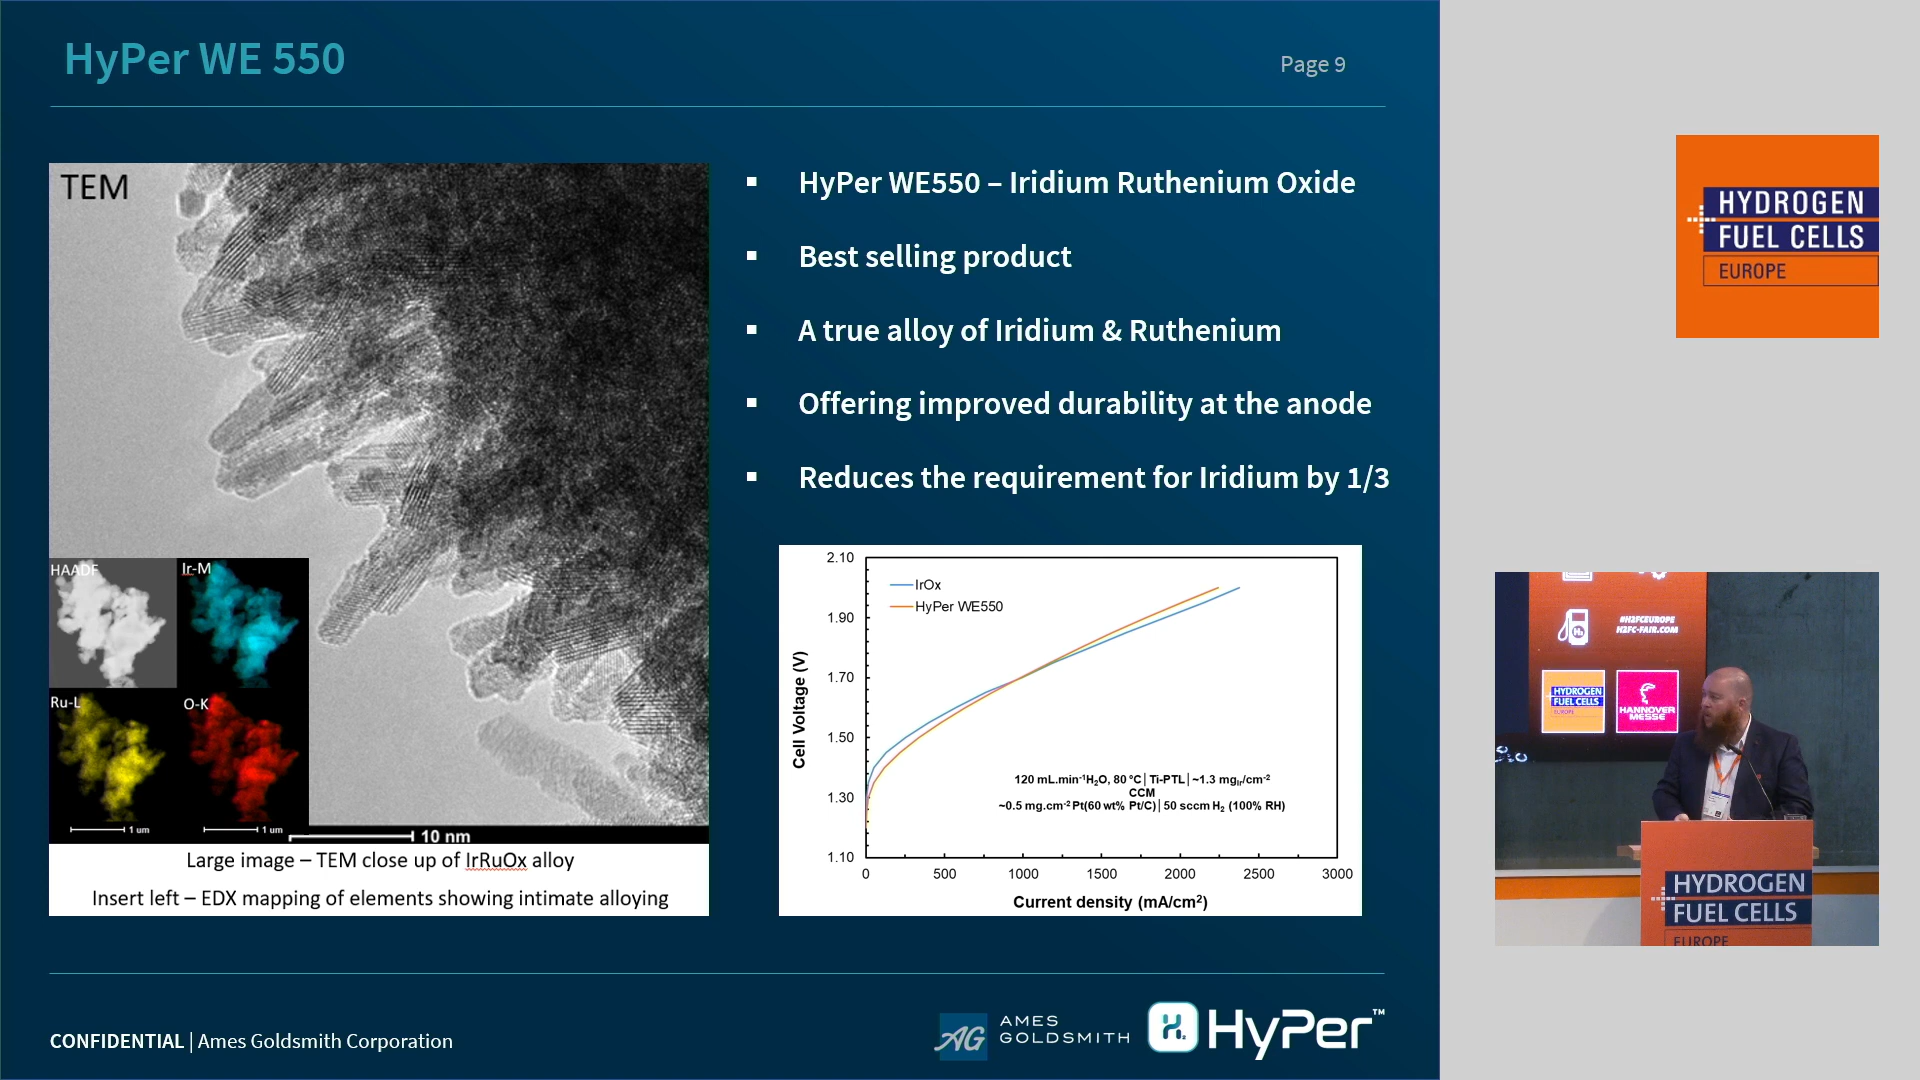 HyPer WE 550
Page 9
TEM
HAADF
Ir-M
Ru-L
O-K
1 um
1 um
10 nm
Large image – TEM close up of IrRuOx alloy
Insert left – EDX mapping of elements showing intimate alloying
▪ HyPer WE550 – Iridium Ruthenium Oxide
▪ Best selling product
▪ A true alloy of Iridium & Ruthenium
▪ Offering improved durability at the anode
▪ Reduces the requirement for Iridium by 1/3
2.10
1.90
1.70
1.50
1.30
1.10
Cell Voltage (V)
IrOx
HyPer WE550
120 mL.min⁻¹H₂O, 80 °C│Ti-PTL│~1.3 mgIr/cm⁻²
CCM
~0.5 mg.cm⁻² Pt(60 wt% Pt/C)│50 sccm H₂ (100% RH)
0 500 1000 1500 2000 2500 3000
Current density (mA/cm²)
CONFIDENTIAL | Ames Goldsmith Corporation
AG
AMES
GOLDSMITH
H₂
HyPer™
HYDROGEN
FUEL CELLS
EUROPE
H₂
#H2FCEUROPE
H2FC-FAIR.COM
HYDROGEN
FUEL CELLS
EUROPE
HANNOVER
MESSE
HYDROGEN
FUEL CELLS
EUROPE